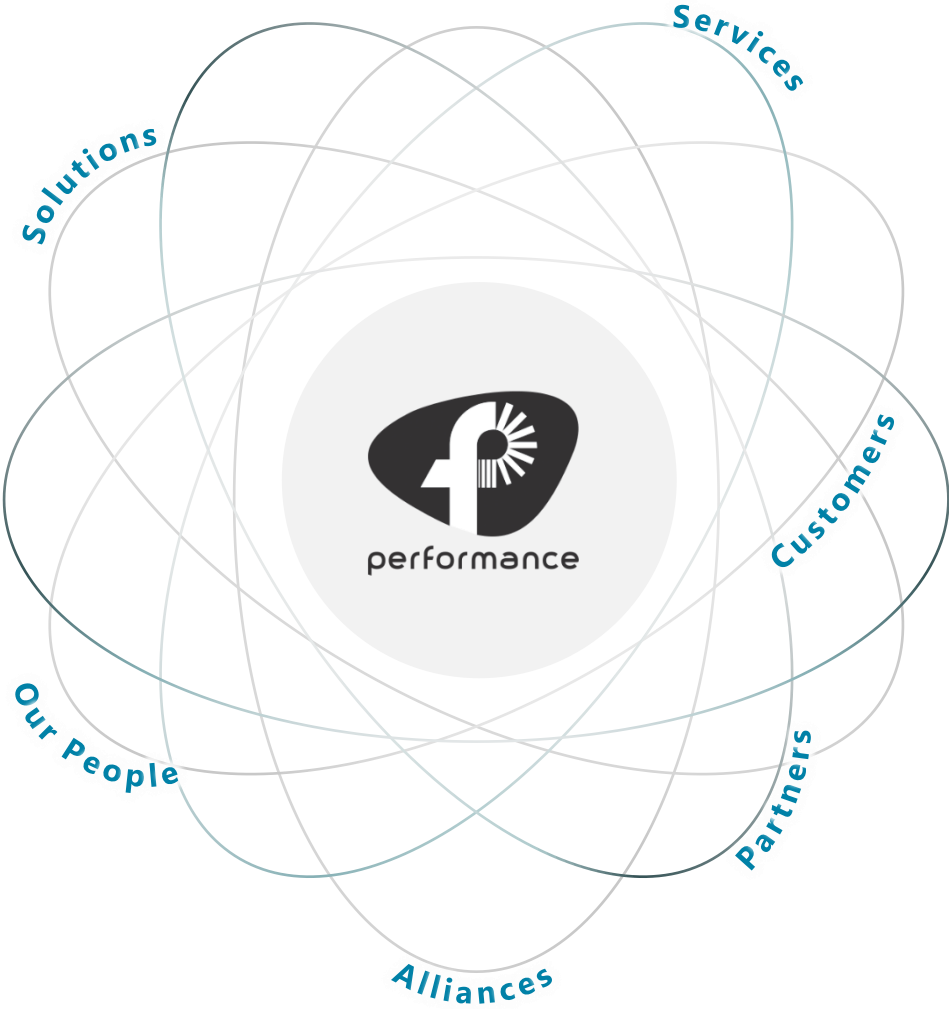 Services
Solutions
Customers
performance
Our People
Partners
Alliances